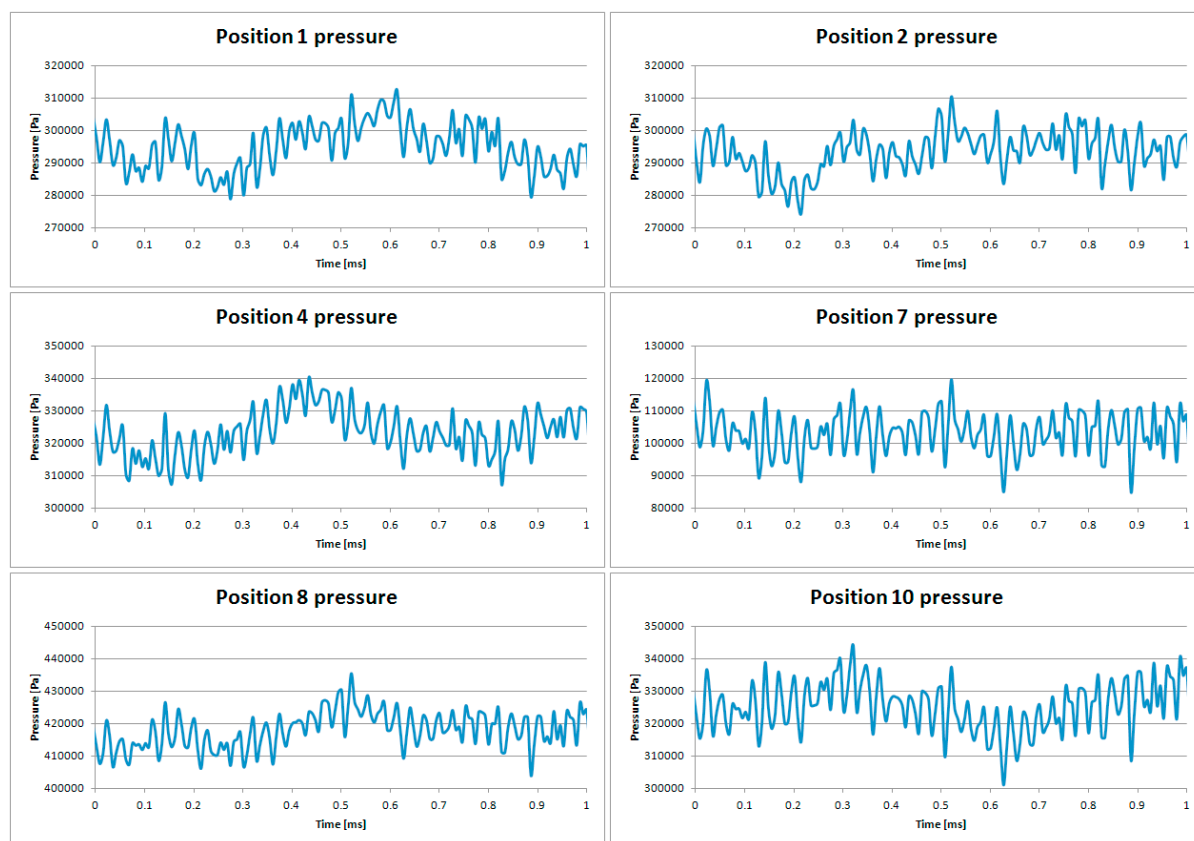 Position 1 pressure
Pressure [Pa]
320000
310000
300000
290000
280000
270000
0 0.1 0.2 0.3 0.4 0.5 0.6 0.7 0.8 0.9 1
Time [ms]
Position 2 pressure
Pressure [Pa]
320000
310000
300000
290000
280000
270000
0 0.1 0.2 0.3 0.4 0.5 0.6 0.7 0.8 0.9 1
Time [ms]
Position 4 pressure
Pressure [Pa]
350000
340000
330000
320000
310000
300000
0 0.1 0.2 0.3 0.4 0.5 0.6 0.7 0.8 0.9 1
Time [ms]
Position 7 pressure
Pressure [Pa]
130000
120000
110000
100000
90000
80000
0 0.1 0.2 0.3 0.4 0.5 0.6 0.7 0.8 0.9 1
Time [ms]
Position 8 pressure
Pressure [Pa]
450000
440000
430000
420000
410000
400000
0 0.1 0.2 0.3 0.4 0.5 0.6 0.7 0.8 0.9 1
Time [ms]
Position 10 pressure
Pressure [Pa]
350000
340000
330000
320000
310000
300000
0 0.1 0.2 0.3 0.4 0.5 0.6 0.7 0.8 0.9 1
Time [ms]